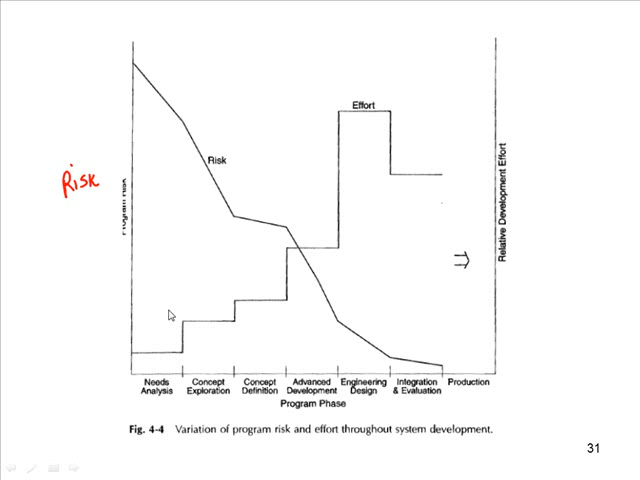 Effort
Risk
Risk
Program Risk
Relative Development Effort
Needs Analysis
Concept Exploration
Concept Definition
Advanced Development
Engineering Design
Integration & Evaluation
Production
Program Phase
Fig. 4-4 Variation of program risk and effort throughout system development.
31